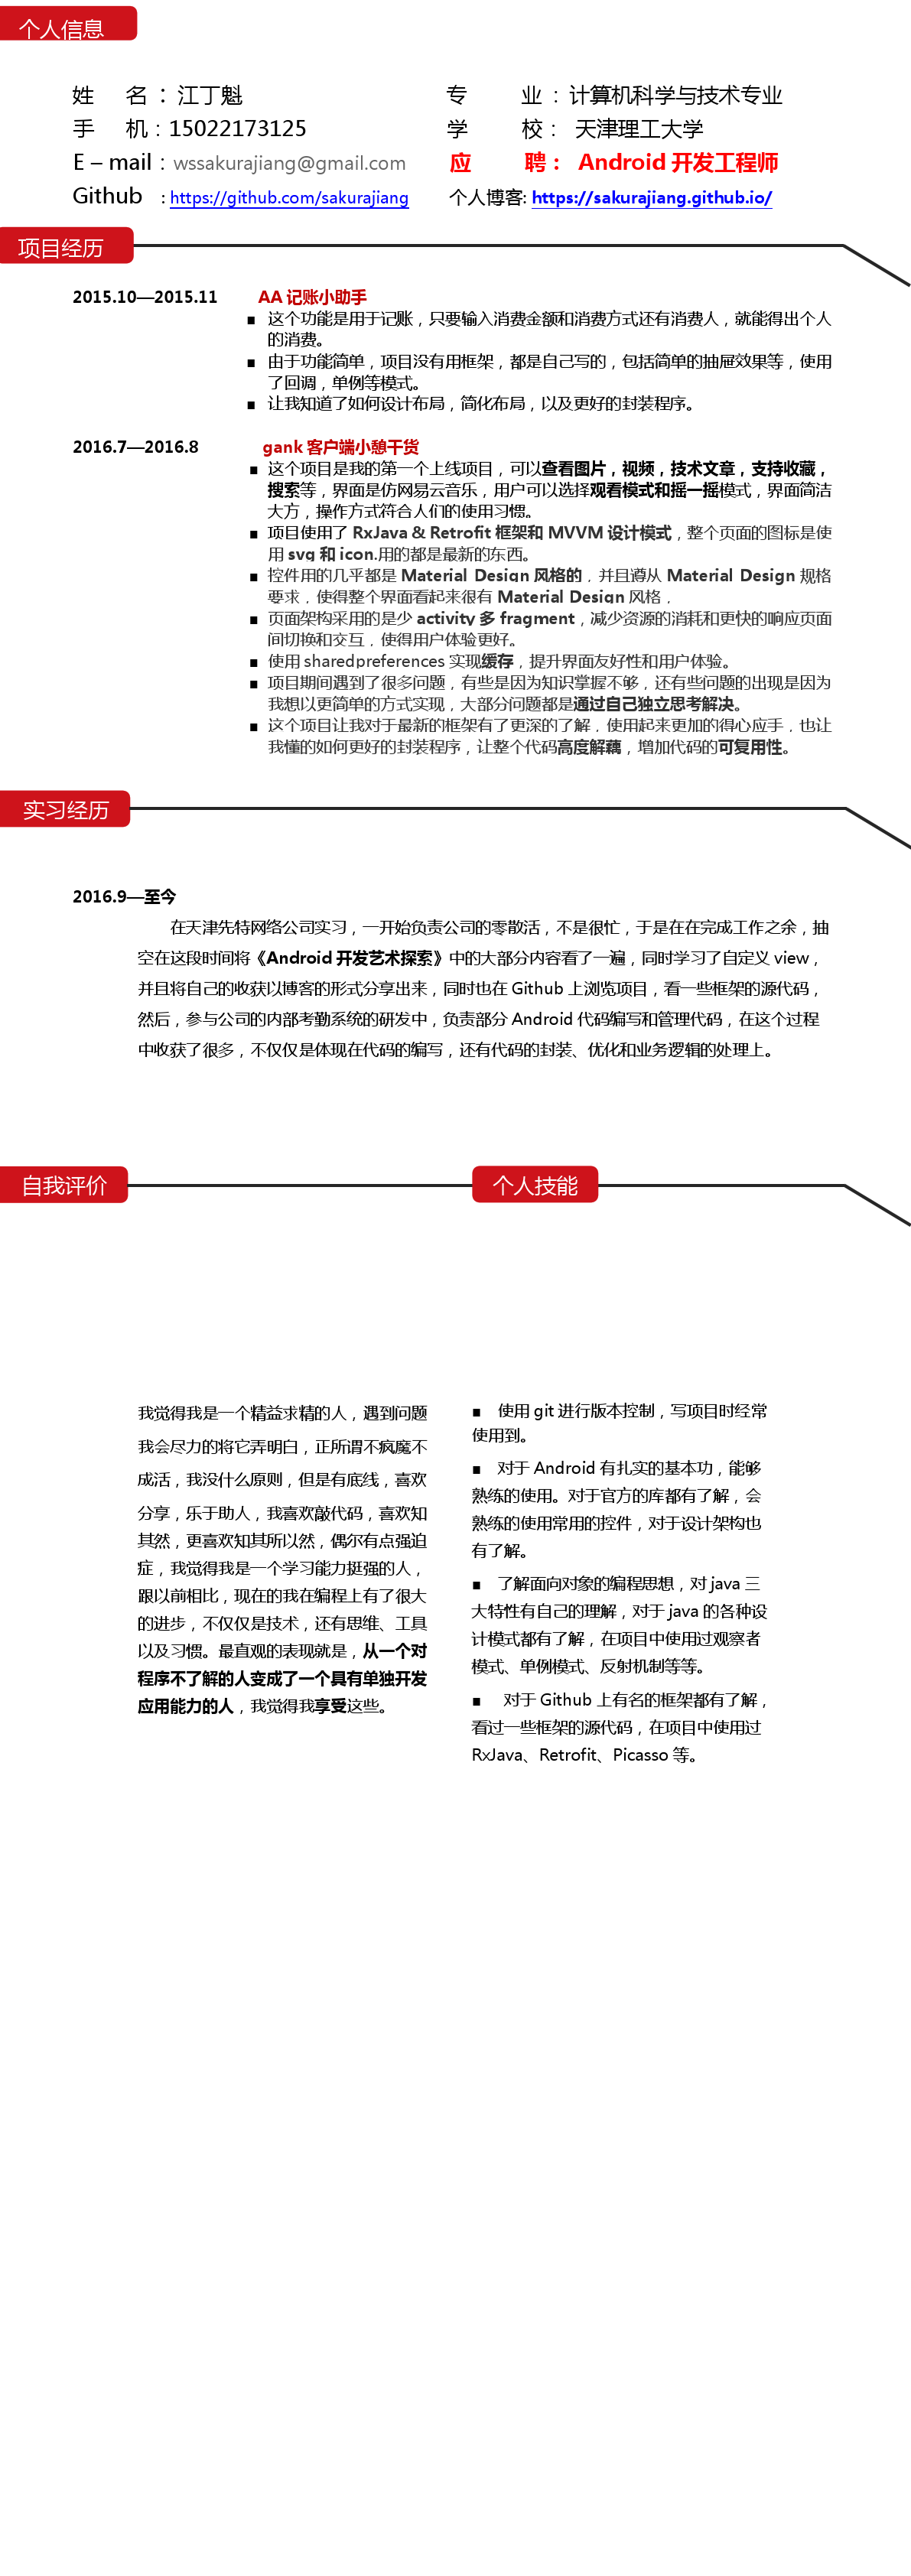 个人信息
姓 名：江丁魁 专 业：计算机科学与技术专业
手 机：15022173125 学 校： 天津理工大学
E – mail：wssakurajiang@gmail.com 应 聘： Android 开发工程师
Github : https://github.com/sakurajiang 个人博客: https://sakurajiang.github.io/
项目经历
2015.10—2015.11 AA 记账小助手
■ 这个功能是用于记账，只要输入消费金额和消费方式还有消费人，就能得出个人
的消费。
■ 由于功能简单，项目没有用框架，都是自己写的，包括简单的抽屉效果等，使用
了回调，单例等模式。
■ 让我知道了如何设计布局，简化布局，以及更好的封装程序。
2016.7—2016.8 gank 客户端小憩干货
■ 这个项目是我的第一个上线项目，可以查看图片，视频，技术文章，支持收藏，
搜索等，界面是仿网易云音乐，用户可以选择观看模式和摇一摇模式，界面简洁
大方，操作方式符合人们的使用习惯。
■ 项目使用了 RxJava & Retrofit 框架和 MVVM 设计模式，整个页面的图标是使
用 svg 和 icon.用的都是最新的东西。
■ 控件用的几乎都是 Material Design 风格的，并且遵从 Material Design 规格
要求，使得整个界面看起来很有 Material Design 风格，
■ 页面架构采用的是少 activity 多 fragment，减少资源的消耗和更快的响应页面
间切换和交互，使得用户体验更好。
■ 使用 sharedpreferences 实现缓存，提升界面友好性和用户体验。
■ 项目期间遇到了很多问题，有些是因为知识掌握不够，还有些问题的出现是因为
我想以更简单的方式实现，大部分问题都是通过自己独立思考解决。
■ 这个项目让我对于最新的框架有了更深的了解，使用起来更加的得心应手，也让
我懂的如何更好的封装程序，让整个代码高度解藕，增加代码的可复用性。
实习经历
2016.9—至今
在天津先特网络公司实习，一开始负责公司的零散活，不是很忙，于是在在完成工作之余，抽
空在这段时间将《Android 开发艺术探索》中的大部分内容看了一遍，同时学习了自定义 view，
并且将自己的收获以博客的形式分享出来，同时也在 Github 上浏览项目，看一些框架的源代码，
然后，参与公司的内部考勤系统的研发中，负责部分 Android 代码编写和管理代码，在这个过程
中收获了很多，不仅仅是体现在代码的编写，还有代码的封装、优化和业务逻辑的处理上。
自我评价 个人技能
我觉得我是一个精益求精的人，遇到问题
我会尽力的将它弄明白，正所谓不疯魔不
成活，我没什么原则，但是有底线，喜欢
分享，乐于助人，我喜欢敲代码，喜欢知
其然，更喜欢知其所以然，偶尔有点强迫
症，我觉得我是一个学习能力挺强的人，
跟以前相比，现在的我在编程上有了很大
的进步，不仅仅是技术，还有思维、工具
以及习惯。最直观的表现就是，从一个对
程序不了解的人变成了一个具有单独开发
应用能力的人，我觉得我享受这些。
■ 使用 git 进行版本控制，写项目时经常
使用到。
■ 对于 Android 有扎实的基本功，能够
熟练的使用。对于官方的库都有了解，会
熟练的使用常用的控件，对于设计架构也
有了解。
■ 了解面向对象的编程思想，对 java 三
大特性有自己的理解，对于 java 的各种设
计模式都有了解，在项目中使用过观察者
模式、单例模式、反射机制等等。
■ 对于 Github 上有名的框架都有了解，
看过一些框架的源代码，在项目中使用过
RxJava、Retrofit、Picasso 等。